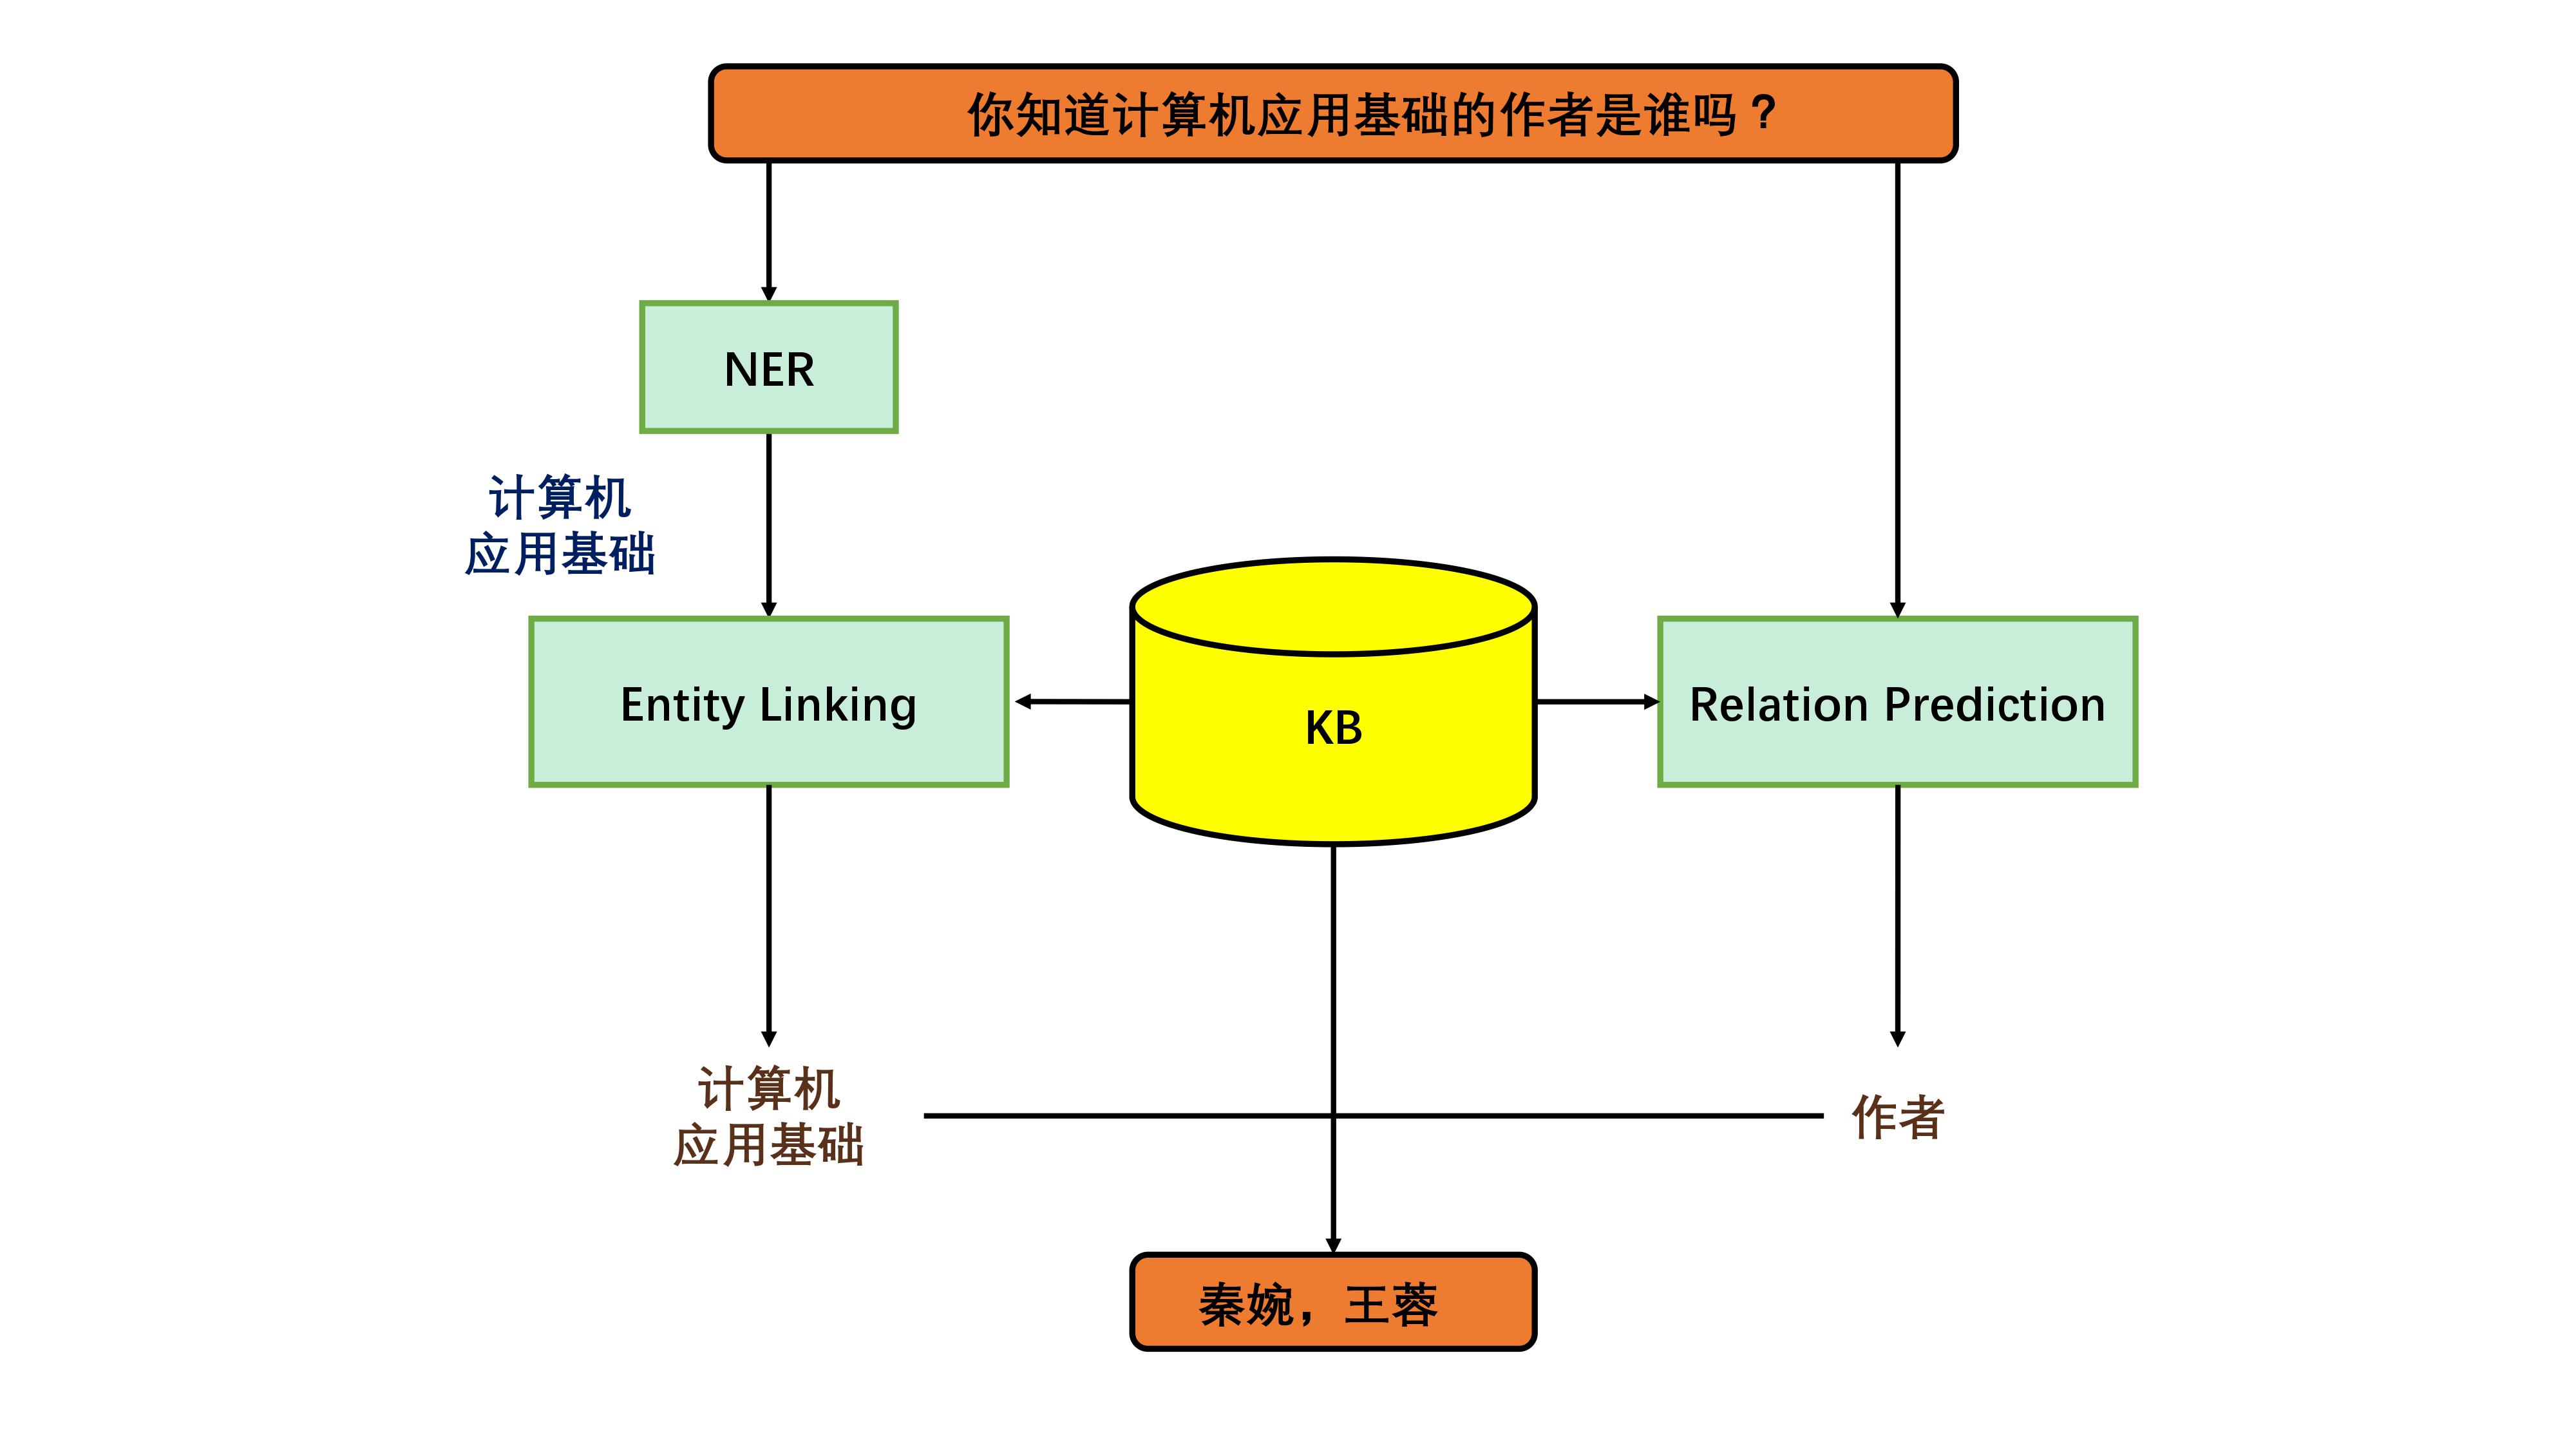 你知道计算机应用基础的作者是谁吗？
NER
计算机
应用基础
Entity Linking
KB
Relation Prediction
计算机
应用基础
作者
秦婉，王蓉